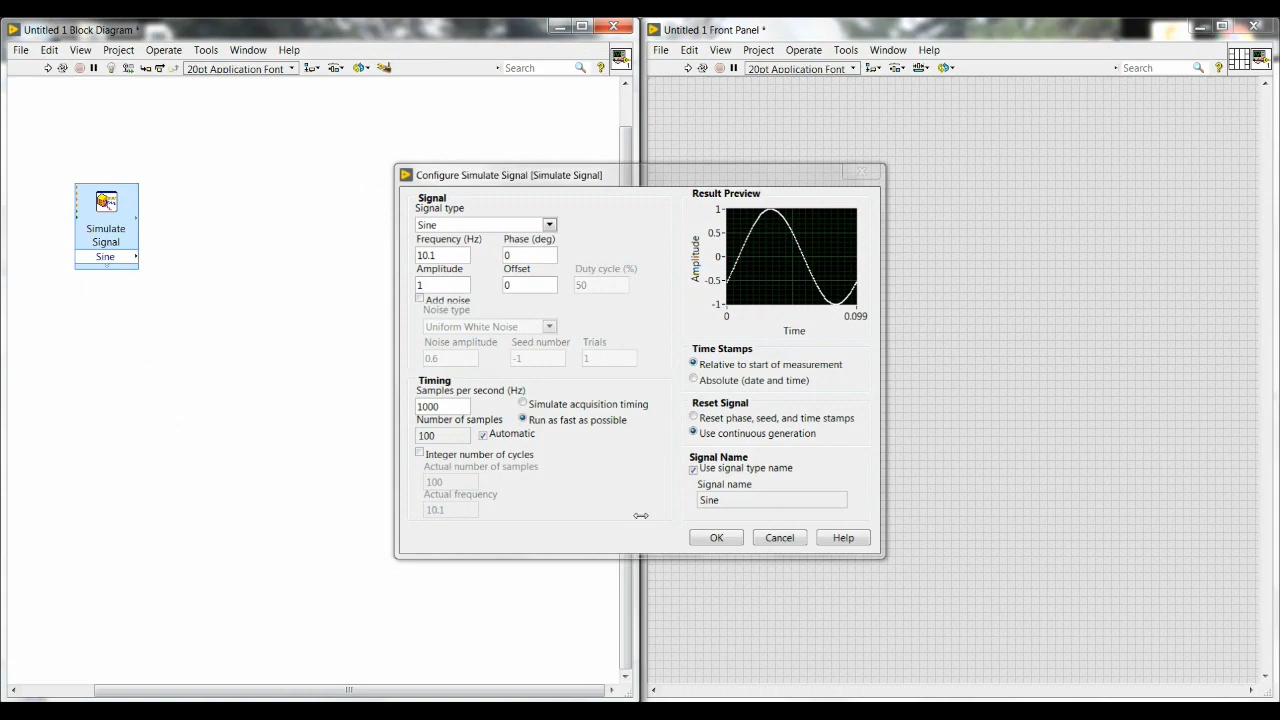 Untitled 1 Block Diagram *
File Edit View Project Operate Tools Window Help
20pt Application Font
Search
Simulate
Signal
Sine
Untitled 1 Front Panel *
File Edit View Project Operate Tools Window Help
20pt Application Font
Search
Configure Simulate Signal [Simulate Signal]
Signal
Signal type
Sine
Frequency (Hz) Phase (deg)
10.1 0
Amplitude Offset Duty cycle (%)
1 0 50
Add noise
Noise type
Uniform White Noise
Noise amplitude Seed number Trials
0.6 -1 1
Timing
Samples per second (Hz)
1000
Simulate acquisition timing
Run as fast as possible
Number of samples
100
Automatic
Integer number of cycles
Actual number of samples
100
Actual frequency
10.1
Result Preview
Amplitude
1
0.5
0
-0.5
-1
0 0.099
Time
Time Stamps
Relative to start of measurement
Absolute (date and time)
Reset Signal
Reset phase, seed, and time stamps
Use continuous generation
Signal Name
Use signal type name
Signal name
Sine
OK Cancel Help